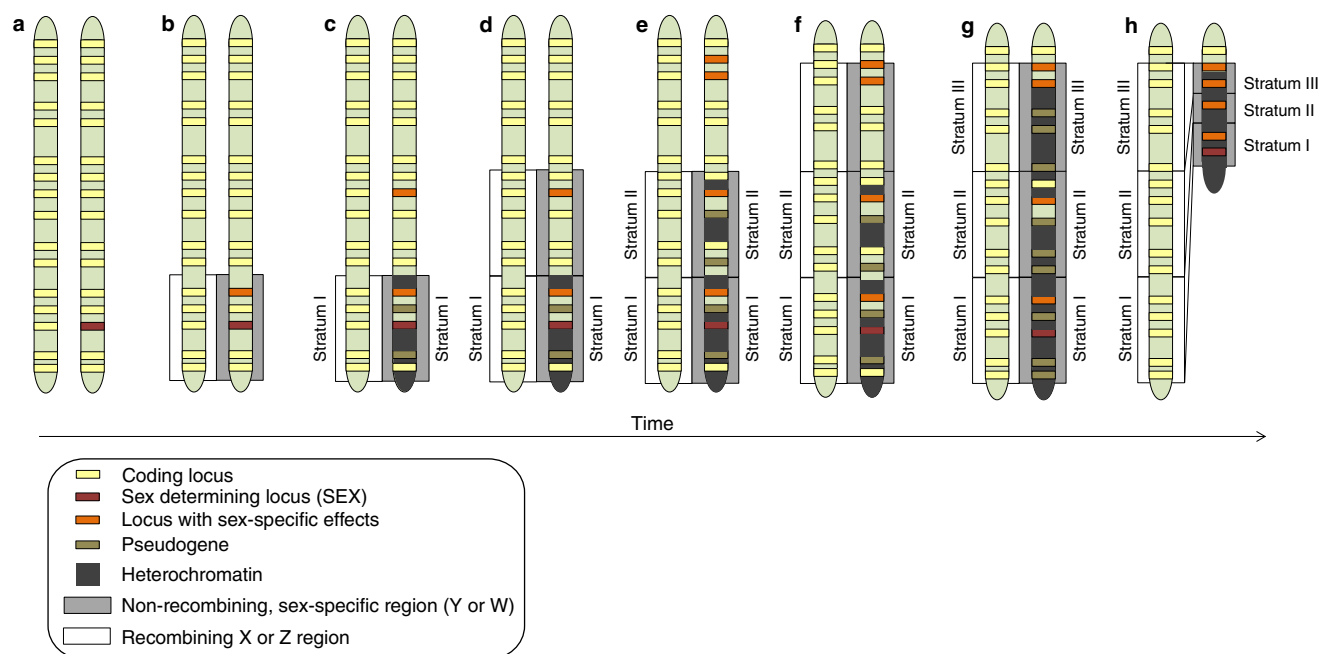 a
b
c
d
e
f
g
h
Stratum I
Stratum I
Stratum I
Stratum I
Stratum II
Stratum I
Stratum II
Stratum I
Stratum III
Stratum II
Stratum I
Stratum II
Stratum I
Stratum III
Stratum II
Stratum I
Stratum III
Stratum II
Stratum I
Stratum III
Stratum II
Stratum I
Stratum III
Stratum II
Stratum I
Time
Coding locus
Sex determining locus (SEX)
Locus with sex-specific effects
Pseudogene
Heterochromatin
Non-recombining, sex-specific region (Y or W)
Recombining X or Z region